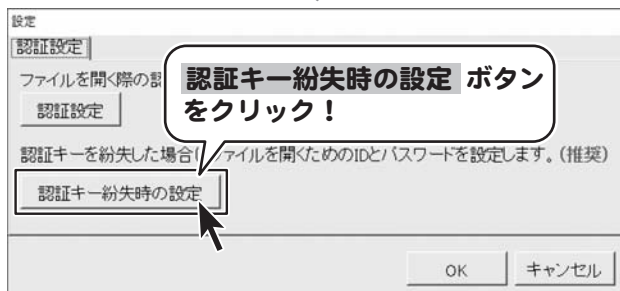 設定
認証設定
ファイルを開く際の認
認証キー紛失時の設定 ボタン
をクリック！
認証設定
認証キーを紛失した場合に ファイルを開くためのIDとパスワードを設定します。(推奨)
認証キー紛失時の設定
OK
キャンセル